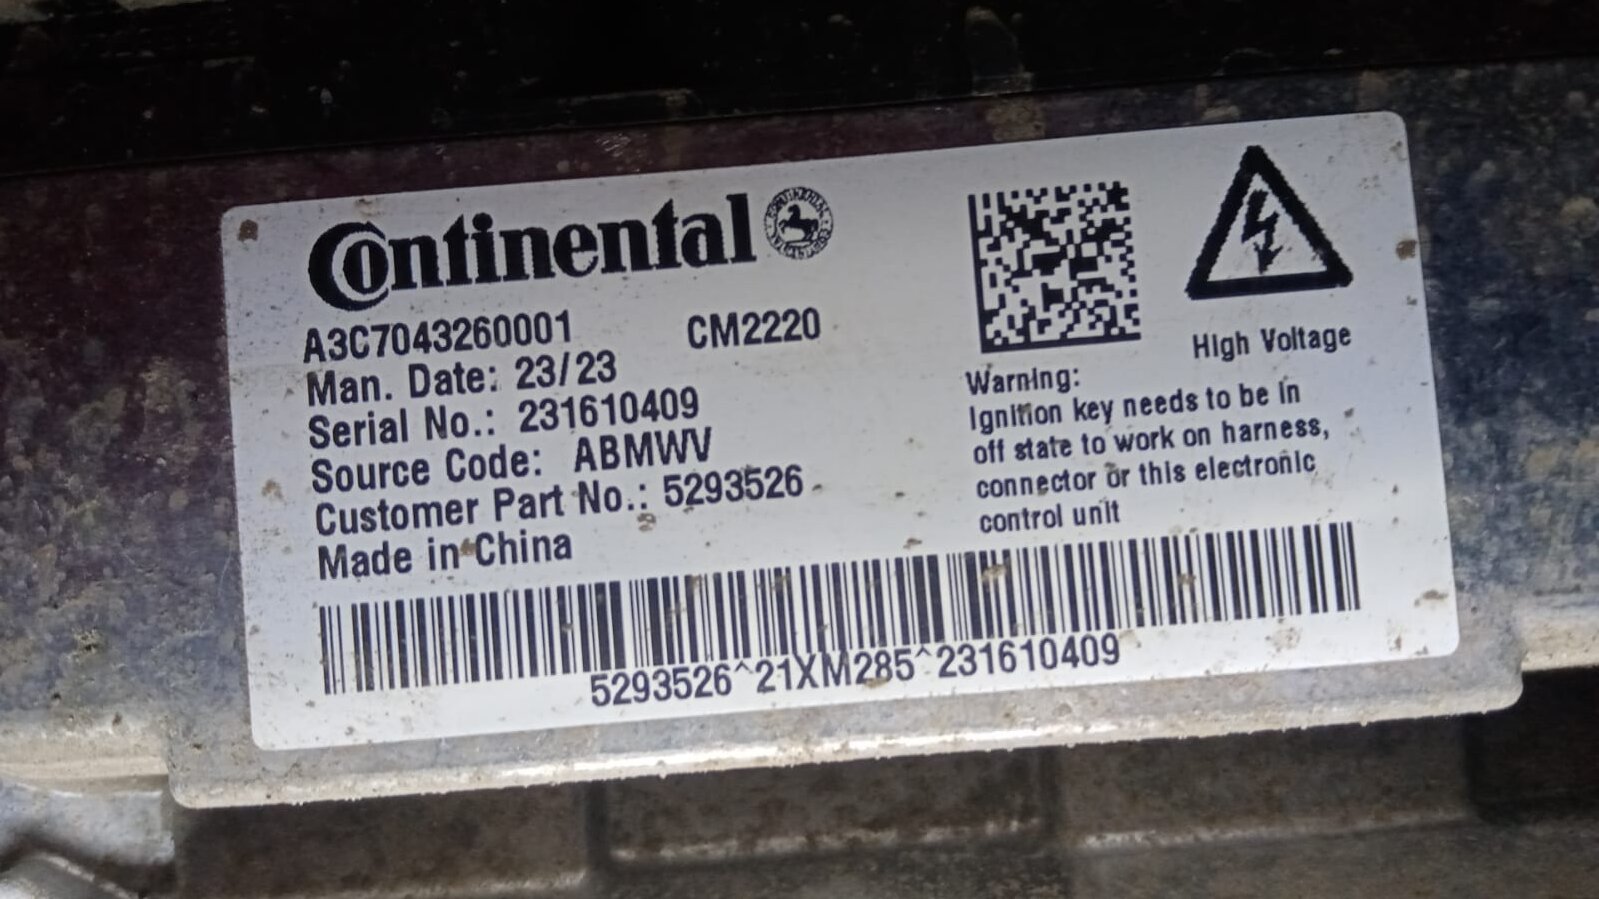 Continental
A3C7043260001 CM2220
Man. Date: 23/23
Serial No.: 231610409
Source Code: ABMWV
Customer Part No.: 5293526
Made in China
High Voltage
Warning:
Ignition key needs to be in
off state to work on harness,
connector or this electronic
control unit
5293526^21XM285^231610409